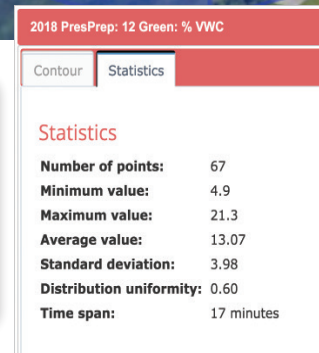 2018 PresPrep: 12 Green: % VWC
Contour Statistics
Statistics
Number of points: 67
Minimum value: 4.9
Maximum value: 21.3
Average value: 13.07
Standard deviation: 3.98
Distribution uniformity: 0.60
Time span: 17 minutes